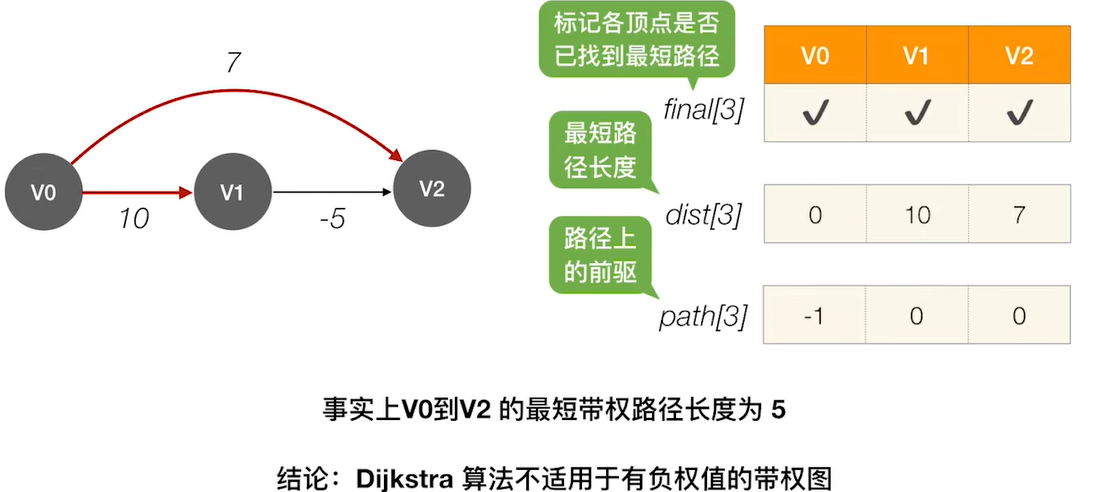 7
V0
V1
V2
10
-5
标记各顶点是否
已找到最短路径
V0 V1 V2
final[3] ✔ ✔ ✔
最短路
径长度
dist[3] 0 10 7
路径上
的前驱
path[3] -1 0 0
事实上V0到V2 的最短带权路径长度为 5
结论：Dijkstra 算法不适用于有负权值的带权图